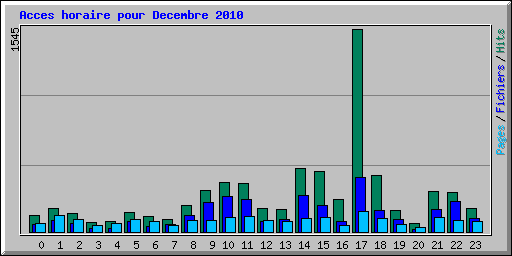 Acces horaire pour Decembre 2010
1545
Pages / Fichiers / Hits
0 1 2 3 4 5 6 7 8 9 10 11 12 13 14 15 16 17 18 19 20 21 22 23